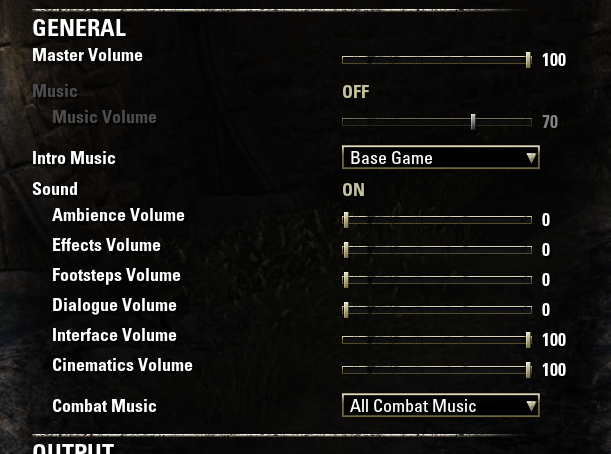 GENERAL
Master Volume 100
Music OFF
Music Volume 70
Intro Music Base Game
Sound ON
Ambience Volume 0
Effects Volume 0
Footsteps Volume 0
Dialogue Volume 0
Interface Volume 100
Cinematics Volume 100
Combat Music All Combat Music
OUTPUT